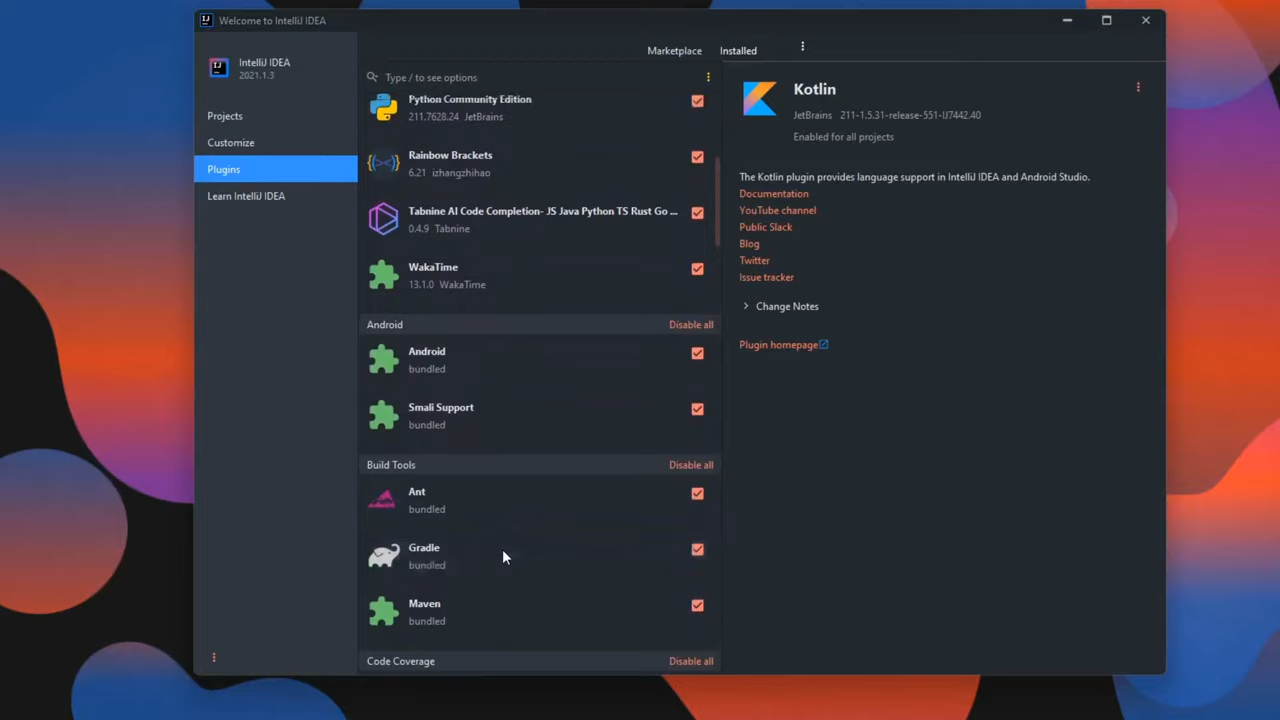 Welcome to IntelliJ IDEA
IntelliJ IDEA
2021.1.3
Projects
Customize
Plugins
Learn IntelliJ IDEA
Marketplace
Installed
Type / to see options
Python Community Edition
211.7628.24 JetBrains
Rainbow Brackets
6.21 izhangzhihao
Tabnine AI Code Completion- JS Java Python TS Rust Go ...
0.4.9 Tabnine
WakaTime
13.1.0 WakaTime
Android
Disable all
Android
bundled
Smali Support
bundled
Build Tools
Disable all
Ant
bundled
Gradle
bundled
Maven
bundled
Code Coverage
Disable all
Kotlin
JetBrains 211-1.5.31-release-551-IJ7442.40
Enabled for all projects
The Kotlin plugin provides language support in IntelliJ IDEA and Android Studio.
Documentation
YouTube channel
Public Slack
Blog
Twitter
Issue tracker
Change Notes
Plugin homepage